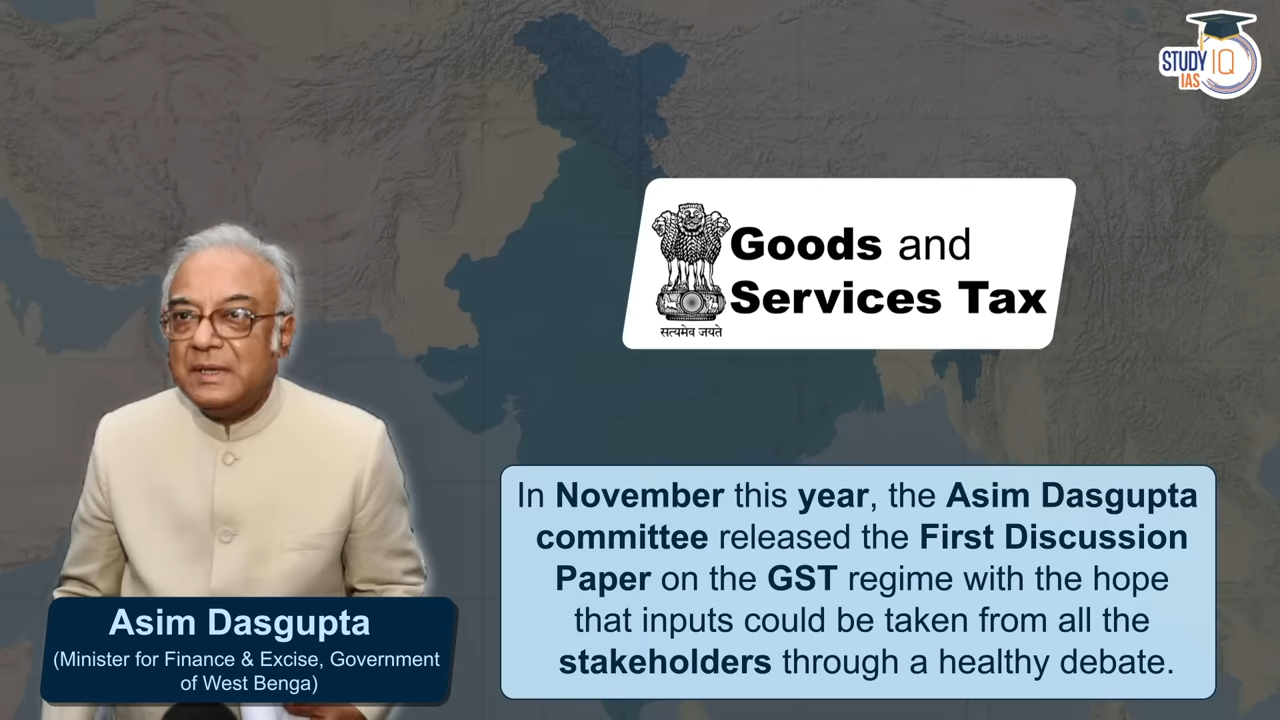 STUDY IQ
IAS
Goods and
Services Tax
सत्यमेव जयते
In November this year, the Asim Dasgupta
committee released the First Discussion
Paper on the GST regime with the hope
that inputs could be taken from all the
stakeholders through a healthy debate.
Asim Dasgupta
(Minister for Finance & Excise, Government
of West Benga)